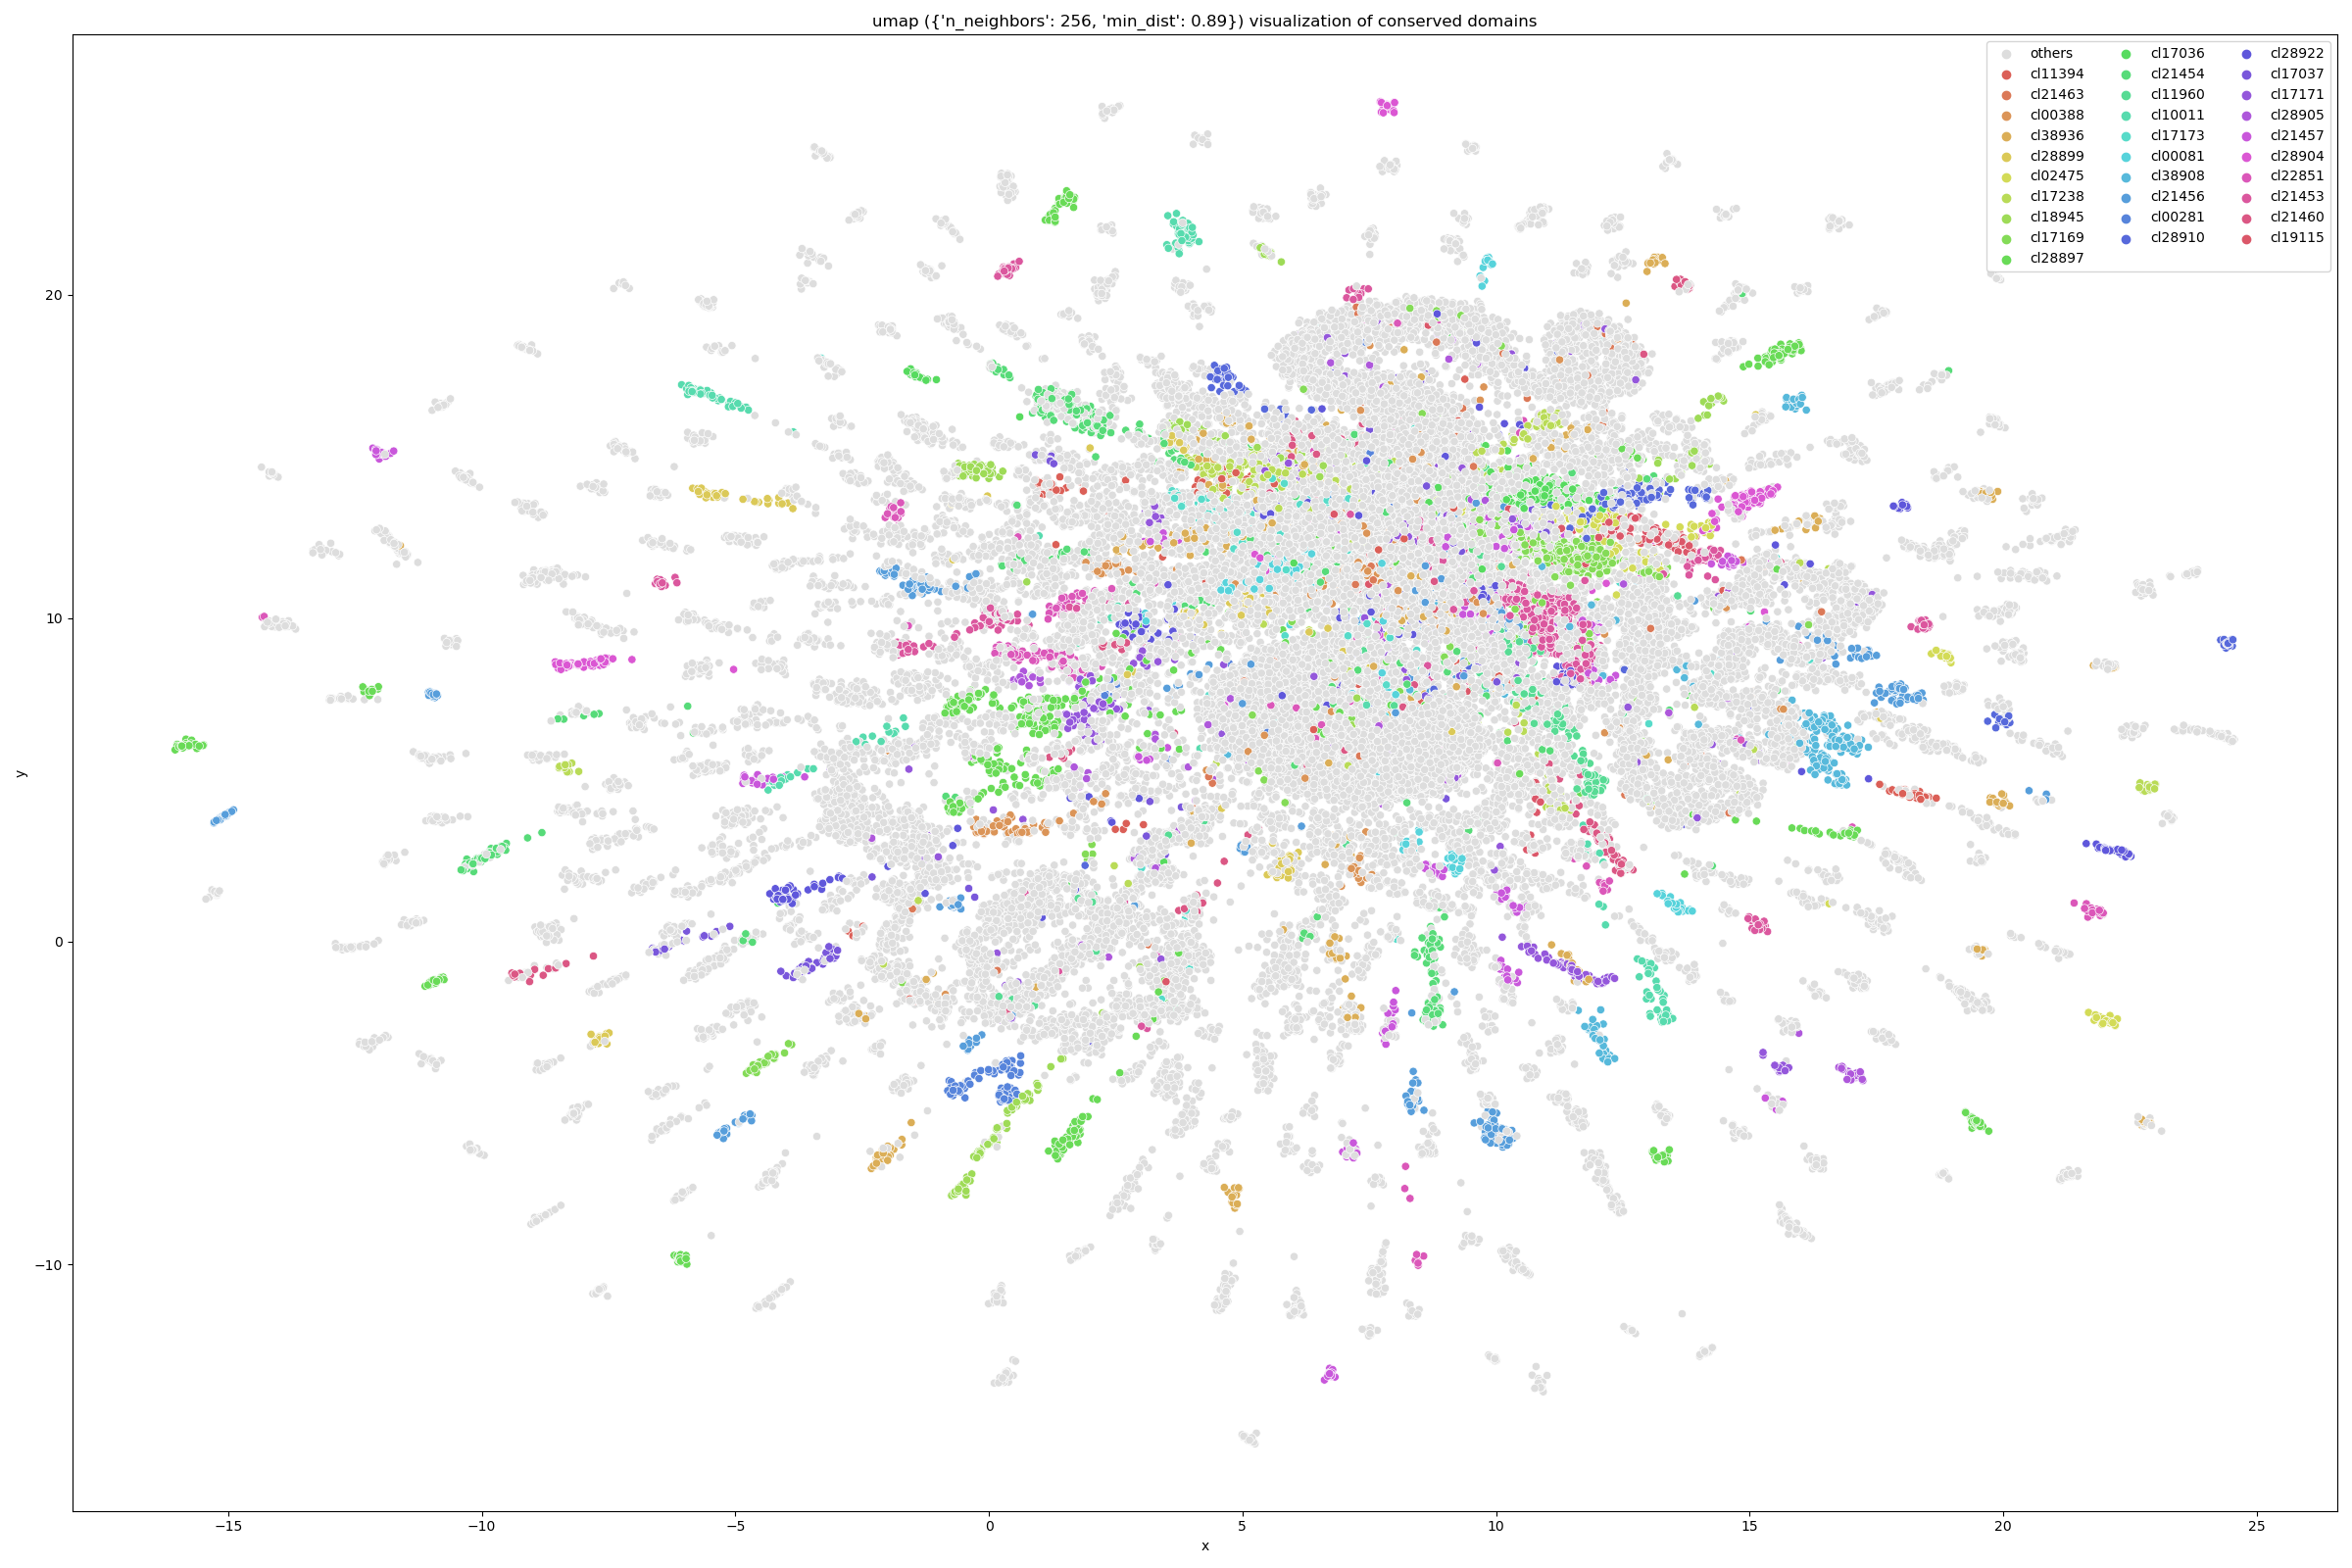 umap ({'n_neighbors': 256, 'min_dist': 0.89}) visualization of conserved domains
others
cl11394
cl21463
cl00388
cl38936
cl28899
cl02475
cl17238
cl18945
cl17169
cl28897
cl17036
cl21454
cl11960
cl10011
cl17173
cl00081
cl38908
cl21456
cl00281
cl28910
cl28922
cl17037
cl17171
cl28905
cl21457
cl28904
cl22851
cl21453
cl21460
cl19115
20
10
y
0
−10
−15 −10 −5 0 5 10 15 20 25
x